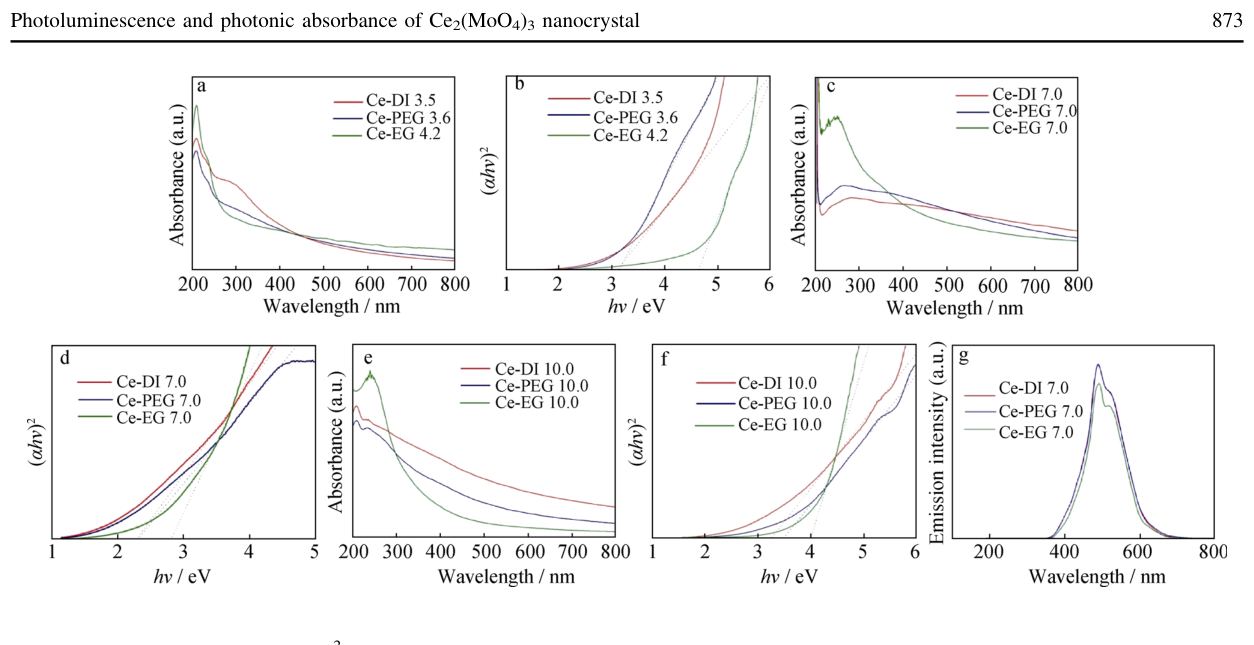 Photoluminescence and photonic absorbance of Ce2(MoO4)3 nanocrystal 873
a
Ce-DI 3.5
Ce-PEG 3.6
Ce-EG 4.2
Absorbance (a.u.)
200 300 400 500 600 700 800
Wavelength / nm
b
Ce-DI 3.5
Ce-PEG 3.6
Ce-EG 4.2
(αhν)2
1 2 3 4 5 6
hν / eV
c
Ce-DI 7.0
Ce-PEG 7.0
Ce-EG 7.0
Absorbance (a.u.)
200 300 400 500 600 700 800
Wavelength / nm
d
Ce-DI 7.0
Ce-PEG 7.0
Ce-EG 7.0
(αhν)2
1 2 3 4 5
hν / eV
e
Ce-DI 10.0
Ce-PEG 10.0
Ce-EG 10.0
Absorbance (a.u.)
200 300 400 500 600 700 800
Wavelength / nm
f
Ce-DI 10.0
Ce-PEG 10.0
Ce-EG 10.0
(αhν)2
1 2 3 4 5 6
hν / eV
g
Ce-DI 7.0
Ce-PEG 7.0
Ce-EG 7.0
Emission intensity (a.u.)
200 400 600 800
Wavelength / nm